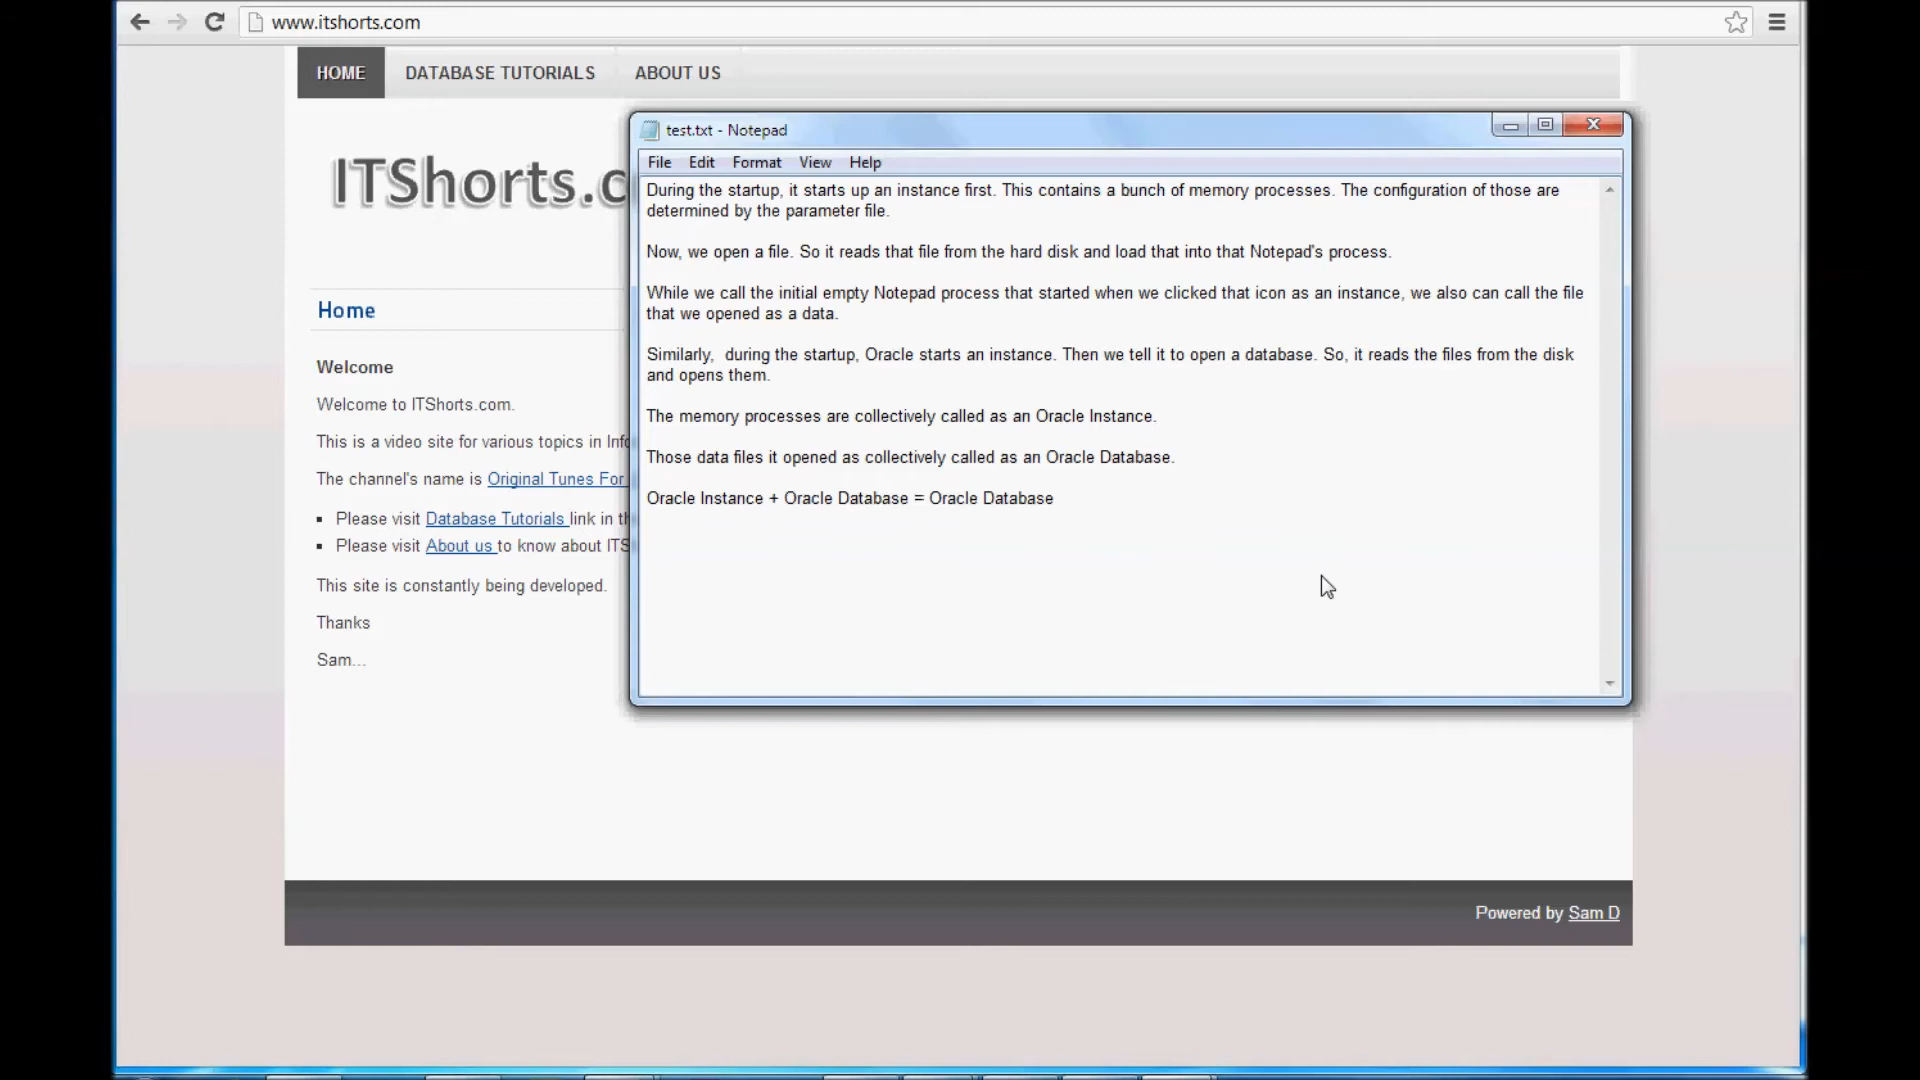 www.itshorts.com
HOME DATABASE TUTORIALS ABOUT US
ITShorts.c
test.txt - Notepad
File Edit Format View Help
During the startup, it starts up an instance first. This contains a bunch of memory processes. The configuration of those are
determined by the parameter file.
Now, we open a file. So it reads that file from the hard disk and load that into that Notepad's process.
While we call the initial empty Notepad process that started when we clicked that icon as an instance, we also can call the file
that we opened as a data.
Similarly,  during the startup, Oracle starts an instance. Then we tell it to open a database. So, it reads the files from the disk
and opens them.
The memory processes are collectively called as an Oracle Instance.
Those data files it opened as collectively called as an Oracle Database.
Oracle Instance + Oracle Database = Oracle Database
Home
Welcome
Welcome to ITShorts.com.
This is a video site for various topics in Info
The channel's name is Original Tunes For
Please visit Database Tutorials link in th
Please visit About us to know about ITS
This site is constantly being developed.
Thanks
Sam...
Powered by Sam D